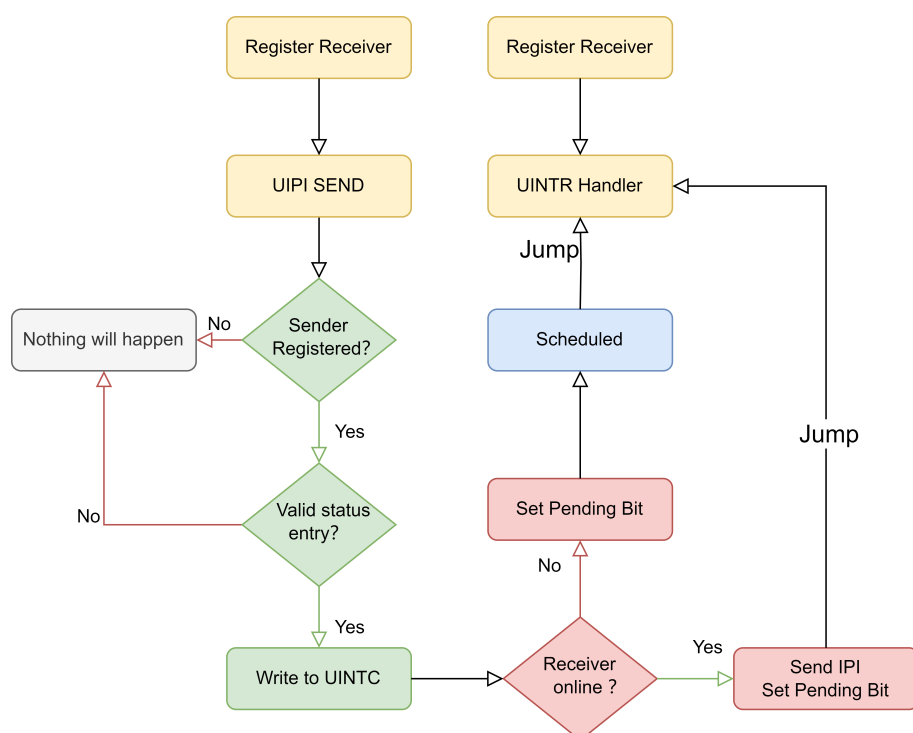 Register Receiver
Register Receiver
UIPI SEND
UINTR Handler
Jump
Nothing will happen
No
Sender
Registered?
Scheduled
Yes
Jump
No
Valid status
entry?
Set Pending Bit
No
Yes
Write to UINTC
Receiver
online ?
Yes
Send IPI
Set Pending Bit